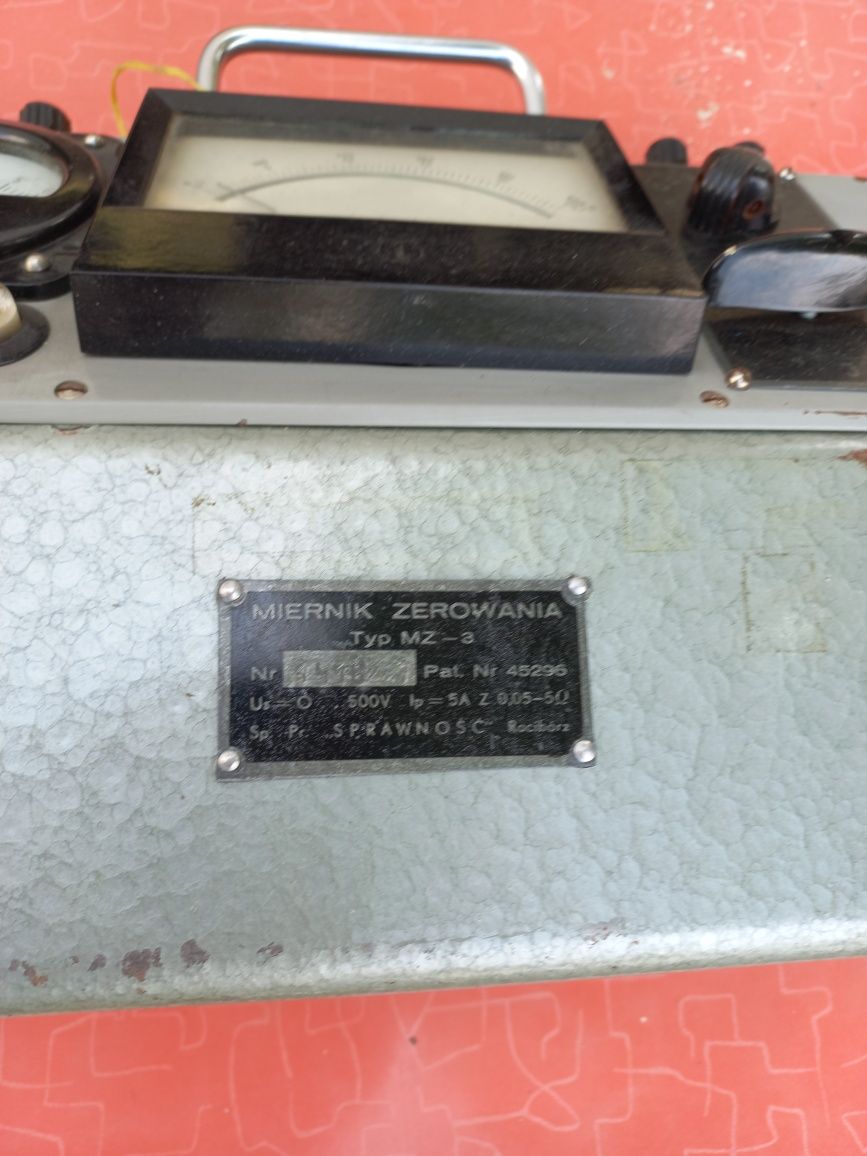 MIERNIK ZEROWANIA
Typ MZ-3
Nr Pat. Nr 45296
500V Ip = 5A Z 0,05-5Ω
Sp. Pr. „SPRAWNOŚĆ" Racibórz